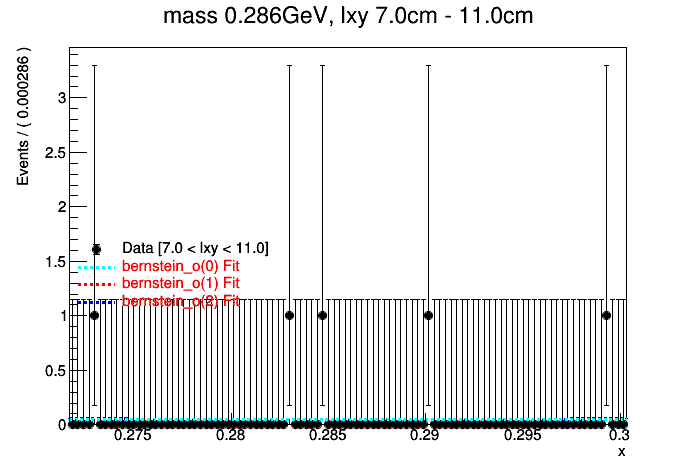 mass 0.286GeV, lxy 7.0cm - 11.0cm
Events / ( 0.000286 )
3
2.5
2
Data [7.0 < lxy < 11.0]
1.5
bernstein_o(0) Fit
bernstein_o(1) Fit
bernstein_o(2) Fit
1
0.5
0
0.275 0.28 0.285 0.29 0.295 0.3
x